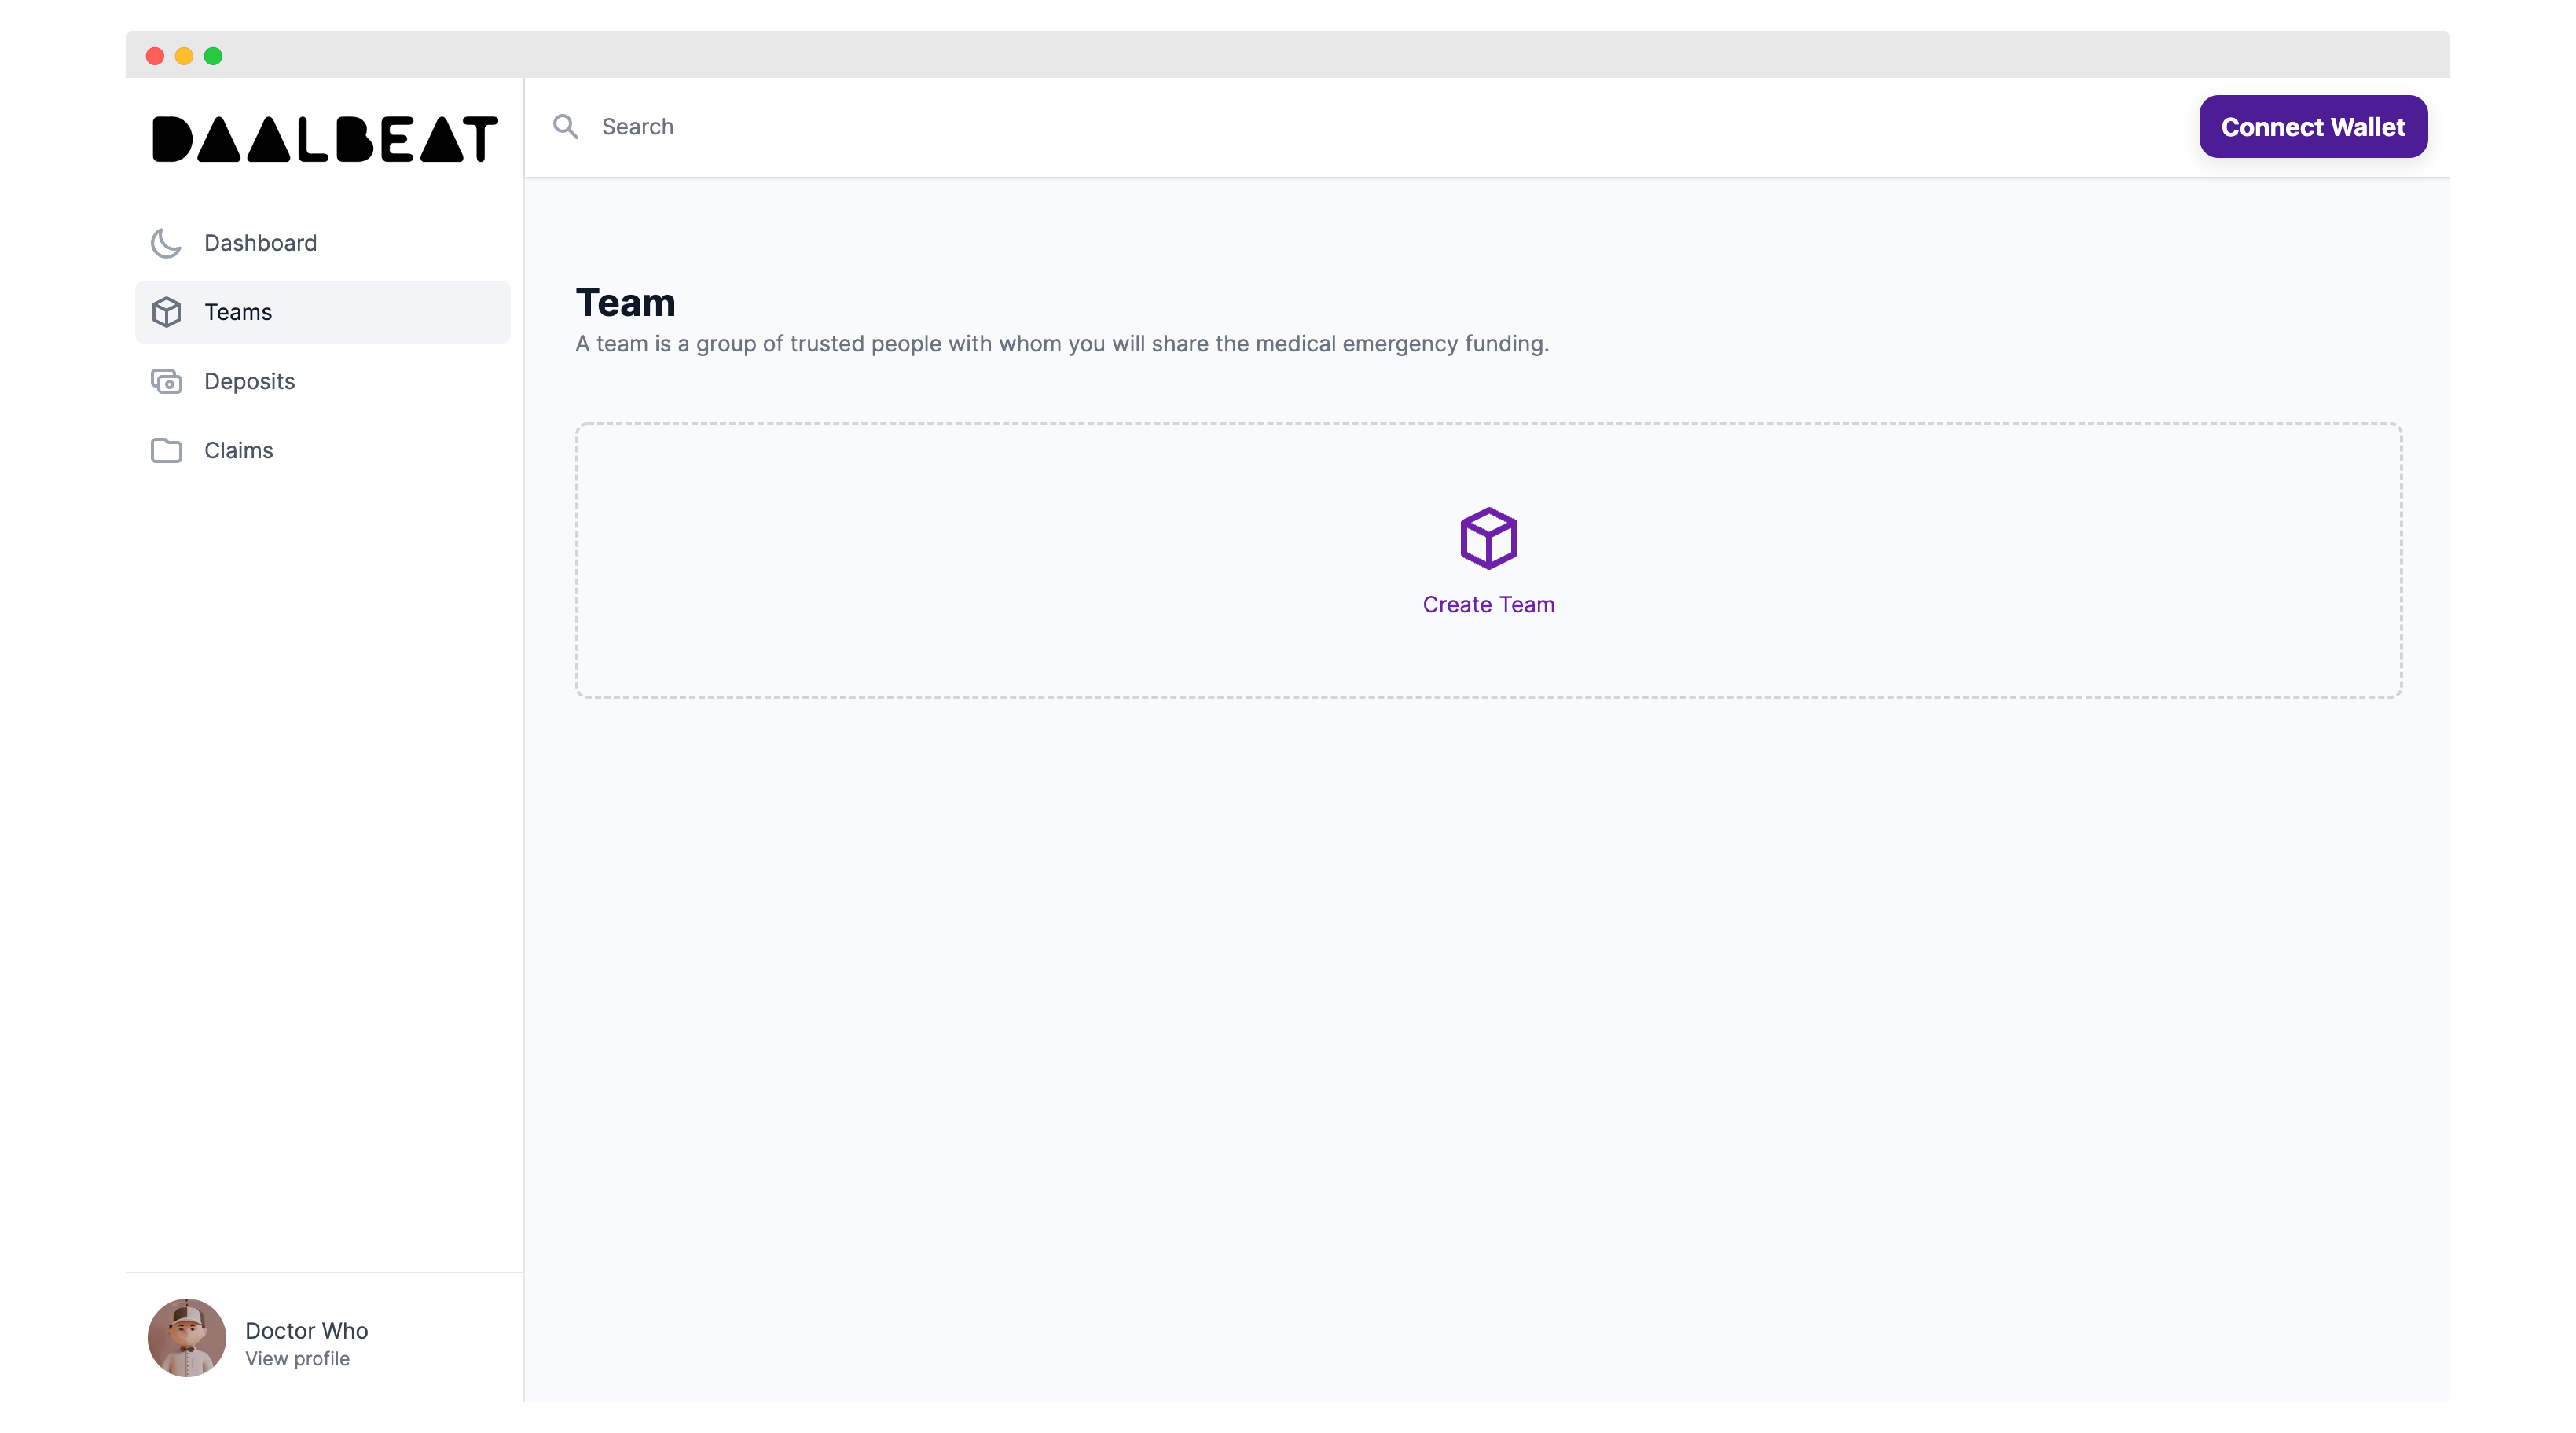 DAALBEAT
Search
Connect Wallet
Dashboard
Teams
Deposits
Claims
Team
A team is a group of trusted people with whom you will share the medical emergency funding.
Create Team
Doctor Who
View profile